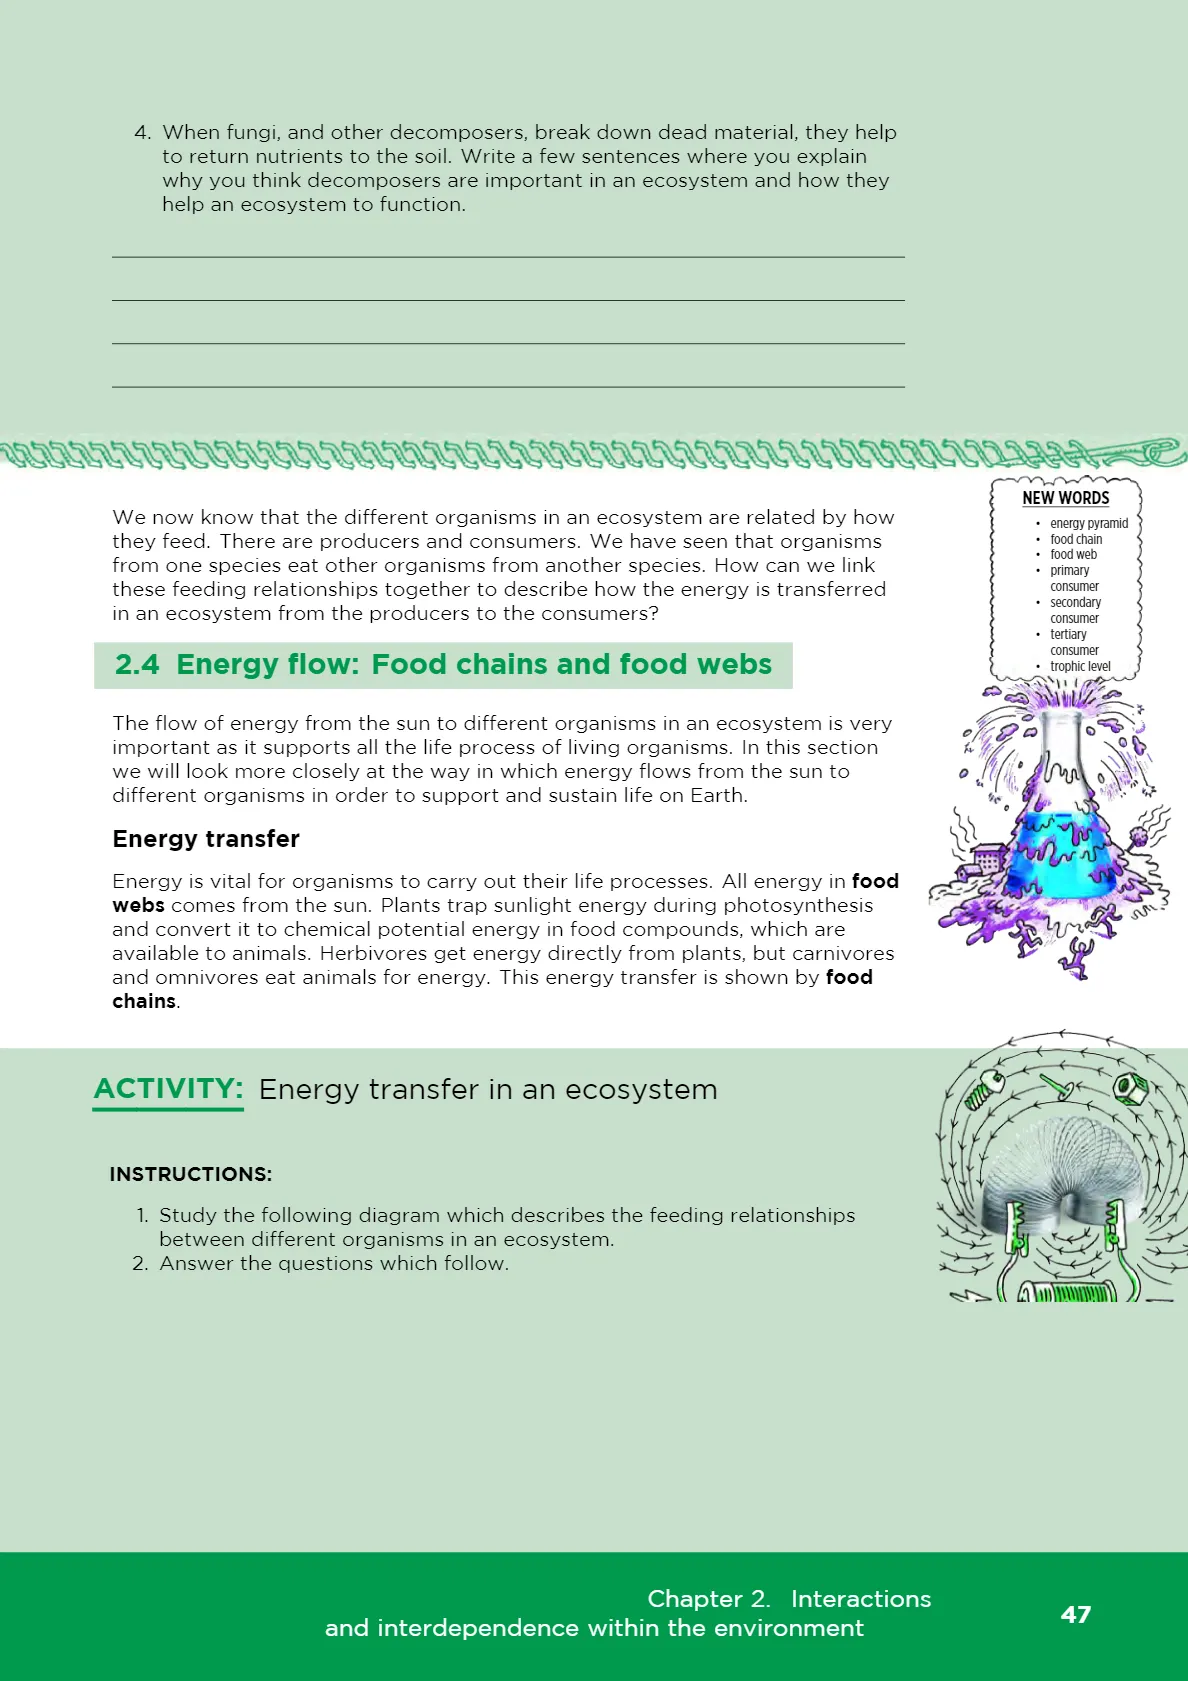 4. When fungi, and other decomposers, break down dead material, they help
to return nutrients to the soil. Write a few sentences where you explain
why you think decomposers are important in an ecosystem and how they
help an ecosystem to function.
We now know that the different organisms in an ecosystem are related by how
they feed. There are producers and consumers. We have seen that organisms
from one species eat other organisms from another species. How can we link
these feeding relationships together to describe how the energy is transferred
in an ecosystem from the producers to the consumers?
NEW WORDS
• energy pyramid
• food chain
• food web
• primary
consumer
• secondary
consumer
• tertiary
consumer
• trophic level
2.4 Energy flow: Food chains and food webs
The flow of energy from the sun to different organisms in an ecosystem is very
important as it supports all the life process of living organisms. In this section
we will look more closely at the way in which energy flows from the sun to
different organisms in order to support and sustain life on Earth.
Energy transfer
Energy is vital for organisms to carry out their life processes. All energy in food
webs comes from the sun. Plants trap sunlight energy during photosynthesis
and convert it to chemical potential energy in food compounds, which are
available to animals. Herbivores get energy directly from plants, but carnivores
and omnivores eat animals for energy. This energy transfer is shown by food
chains.
ACTIVITY: Energy transfer in an ecosystem
INSTRUCTIONS:
1. Study the following diagram which describes the feeding relationships
between different organisms in an ecosystem.
2. Answer the questions which follow.
Chapter 2. Interactions
and interdependence within the environment
47